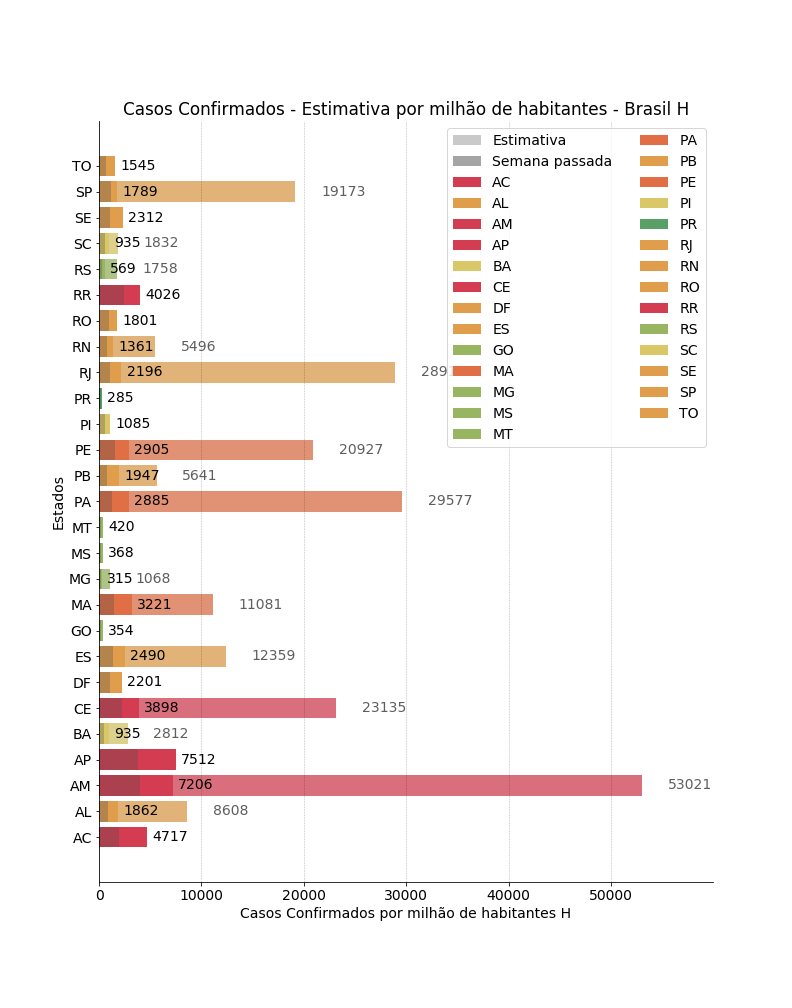 Casos Confirmados - Estimativa por milhão de habitantes - Brasil H
Estimativa
Semana passada
AC
AL
AM
AP
BA
CE
DF
ES
GO
MA
MG
MS
MT
PA
PB
PE
PI
PR
RJ
RN
RO
RR
RS
SC
SE
SP
TO
Estados
TO 1545
SP 1789 19173
SE 2312
SC 935 1832
RS 569 1758
RR 4026
RO 1801
RN 1361 5496
RJ 2196
PR 285
PI 1085
PE 2905 20927
PB 1947 5641
PA 2885 29577
MT 420
MS 368
MG 315 1068
MA 3221 11081
GO 354
ES 2490 12359
DF 2201
CE 3898 23135
BA 935 2812
AP 7512
AM 7206 53021
AL 1862 8608
AC 4717
0 10000 20000 30000 40000 50000
Casos Confirmados por milhão de habitantes H